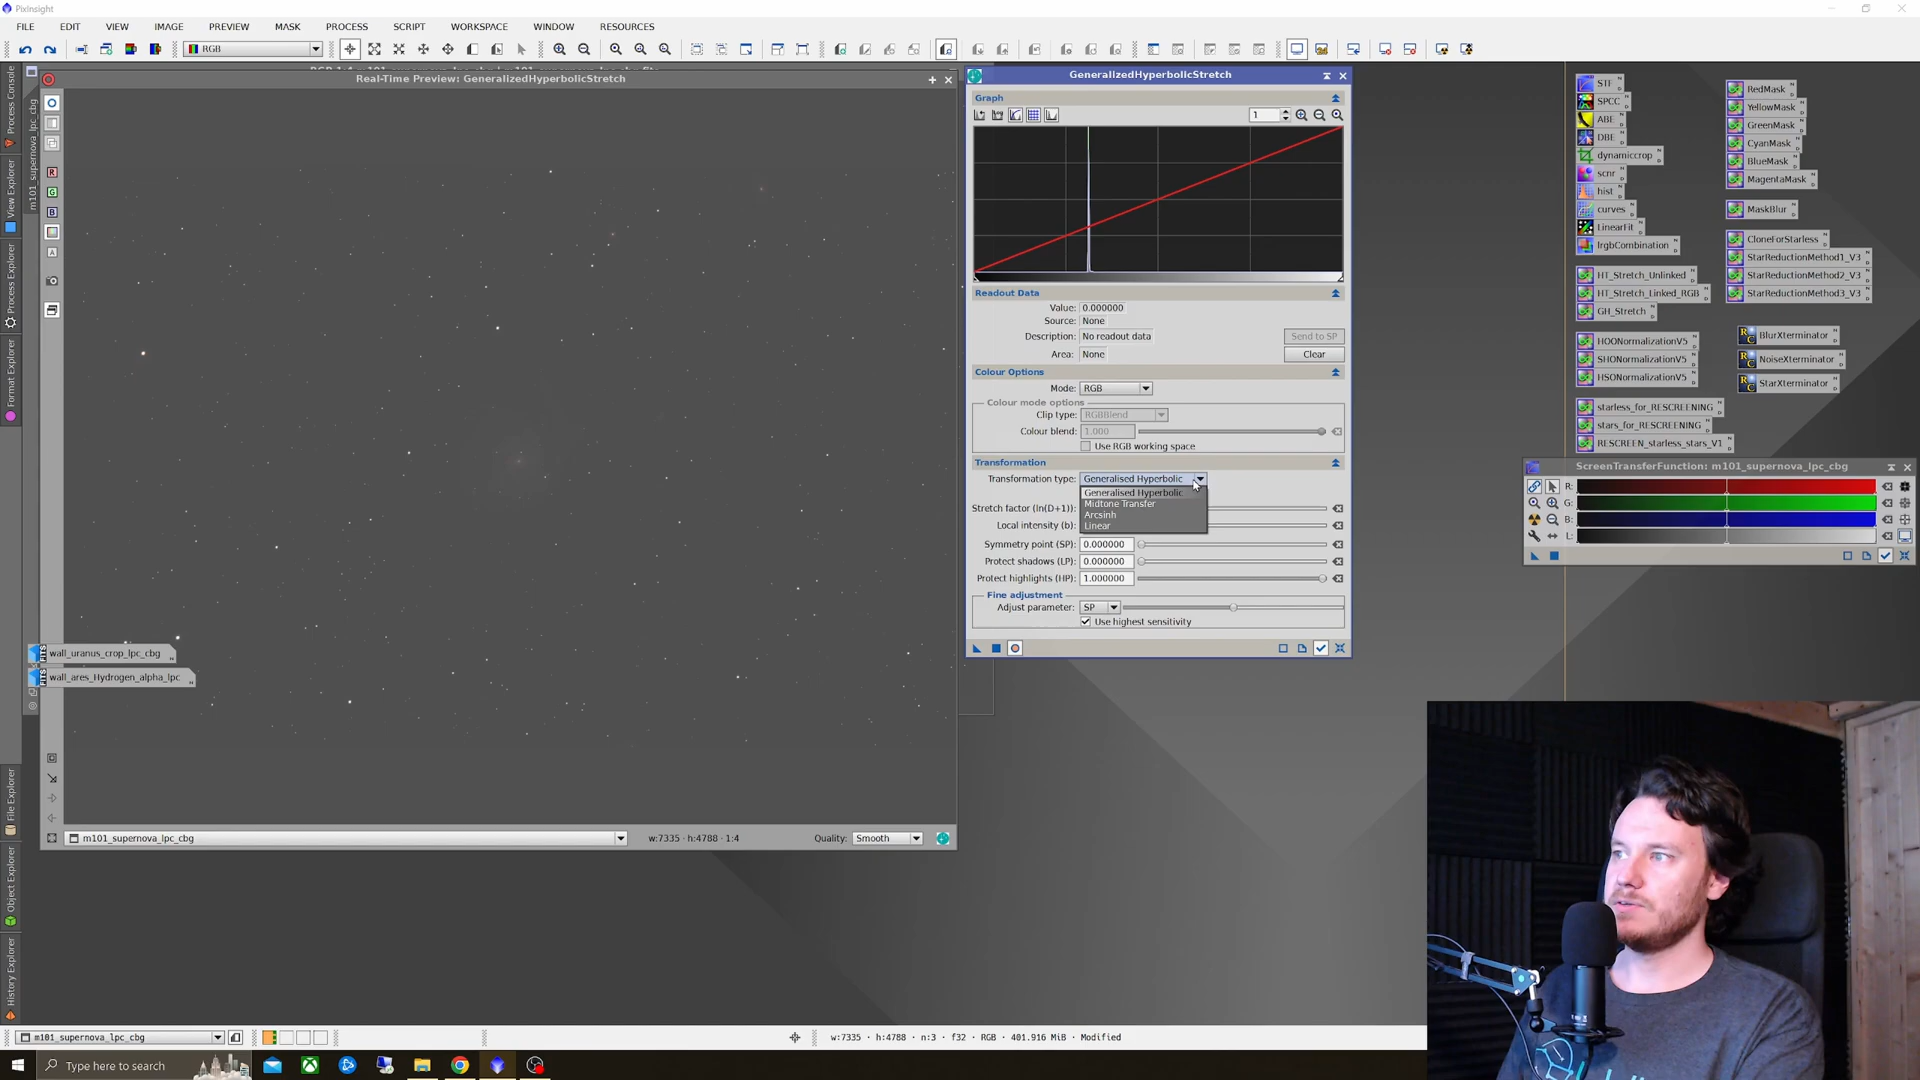 PixInsight
FILE EDIT VIEW IMAGE PREVIEW MASK PROCESS SCRIPT WORKSPACE WINDOW RESOURCES
RGB
Process Console
View Explorer
Process Explorer
Format Explorer
File Explorer
Object Explorer
History Explorer
m101_supernova_lpc_cbg
Real-Time Preview: GeneralizedHyperbolicStretch
R
G
B
A
wall_uranus_crop_lpc_cbg
wall_ares_Hydrogen_alpha_lpc
m101_supernova_lpc_cbg
w:7335 · h:4788 · 1:4
Quality: Smooth
GeneralizedHyperbolicStretch
Graph
1
Readout Data
Value: 0.000000
Source: None
Description: No readout data
Send to SP
Area: None
Clear
Colour Options
Mode: RGB
Colour mode options
Clip type: RGBBlend
Colour blend: 1.000
Use RGB working space
Transformation
Transformation type: Generalised Hyperbolic
Generalised Hyperbolic
Midtone Transfer
Arcsinh
Linear
Stretch factor (ln(D+1)):
Local intensity (b):
Symmetry point (SP): 0.000000
Protect shadows (LP): 0.000000
Protect highlights (HP): 1.000000
Fine adjustment
Adjust parameter: SP
Use highest sensitivity
STF
SPCC
ABE
DBE
dynamiccrop
scnr
hist
curves
LinearFit
lrgbCombination
HT_Stretch_Unlinked
HT_Stretch_Linked_RGB
GH_Stretch
HOONormalizationV5
SHONormalizationV5
HSONormalizationV5
starless_for_RESCREENING
stars_for_RESCREENING
RESCREEN_starless_stars_V1
RedMask
YellowMask
GreenMask
CyanMask
BlueMask
MagentaMask
MaskBlur
CloneForStarless
StarReductionMethod1_V3
StarReductionMethod2_V3
StarReductionMethod3_V3
BlurXterminator
NoiseXterminator
StarXterminator
ScreenTransferFunction: m101_supernova_lpc_cbg
R:
G:
B:
L:
m101_supernova_lpc_cbg
w:7335 · h:4788 · n:3 · f32 · RGB · 401.916 MiB · Modified
Type here to search